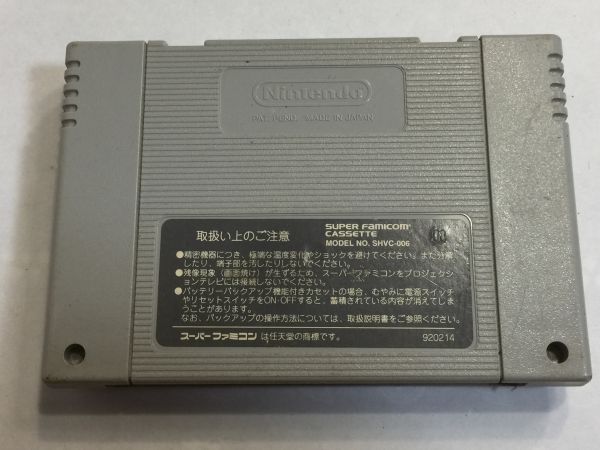 Nintendo
PAT. PEND. MADE IN JAPAN
取扱い上のご注意
SUPER FAMICOM
CASSETTE
MODEL NO. SHVC-006
●精密機器につき、極端な温度変化やショックを避けてください。また分解
したり、端子部を汚したりしないでください。
●残像現象(画面焼け)が生ずるため、スーパーファミコンをプロジェクシ
ョンテレビには接続しないでください。
●バッテリーバックアップ機能付きカセットの場合、むやみに電源スイッチ
やリセットスイッチをON・OFFすると、蓄積されている内容が消えてしま
うことがあります。
なお、バックアップの操作方法については、取扱説明書をご参照ください。
スーパーファミコンは任天堂の商標です。
920214